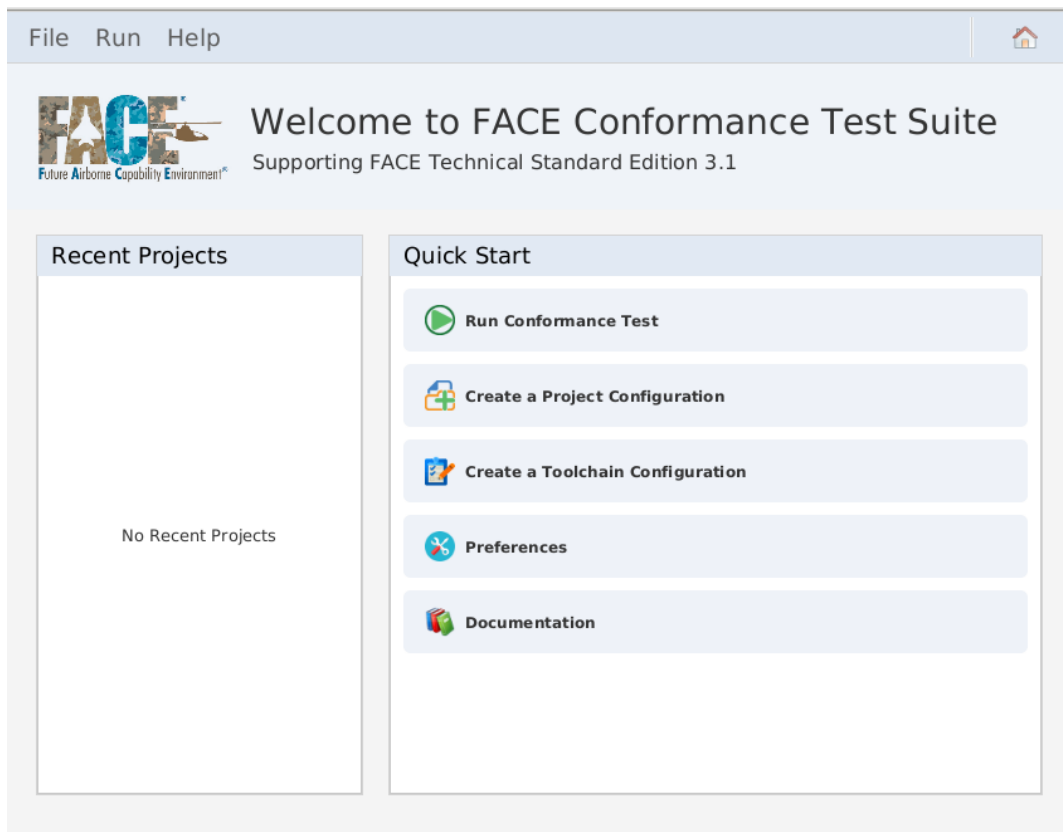 File Run Help
FACE
Future Airborne Capability Environment®
Welcome to FACE Conformance Test Suite
Supporting FACE Technical Standard Edition 3.1
Recent Projects
No Recent Projects
Quick Start
Run Conformance Test
Create a Project Configuration
Create a Toolchain Configuration
Preferences
Documentation